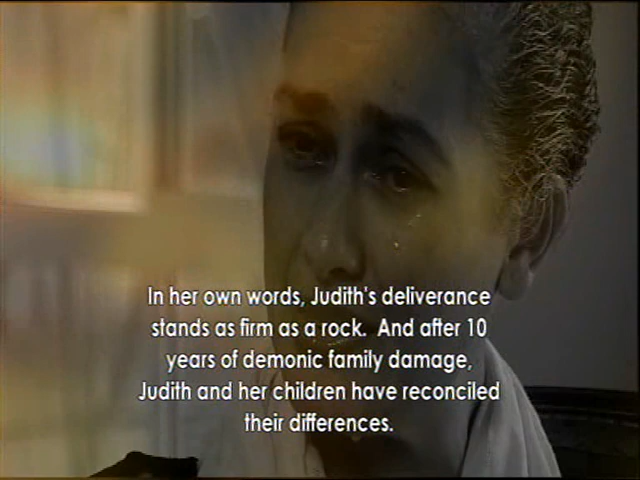 In her own words, Judith's deliverance
stands as firm as a rock. And after 10
years of demonic family damage,
Judith and her children have reconciled
their differences.